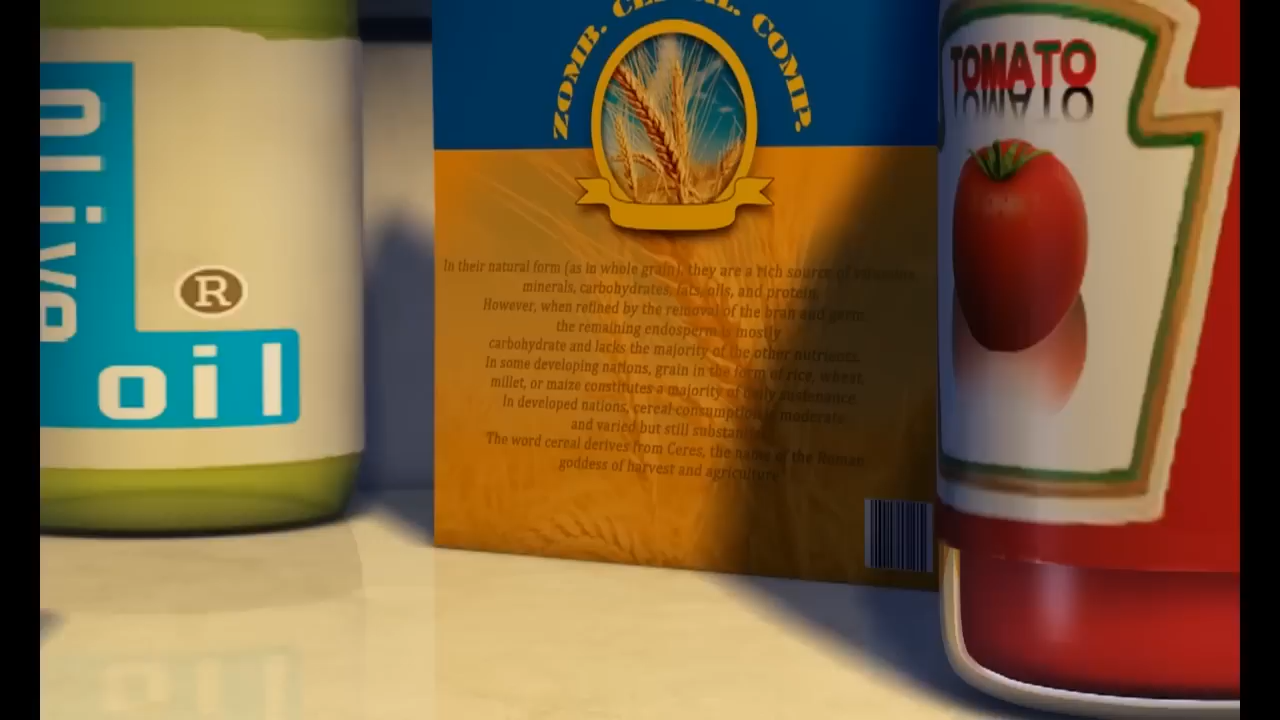 olive
oil
R
ZOMB. CEREAL. COMP.
In their natural form (as in whole grain), they are a rich source of vitamins,
minerals, carbohydrates, fats, oils, and protein.
However, when refined by the removal of the bran and germ,
the remaining endosperm is mostly
carbohydrate and lacks the majority of the other nutrients.
In some developing nations, grain in the form of rice, wheat,
millet, or maize constitutes a majority of daily sustenance.
In developed nations, cereal consumption is moderate
and varied but still substantial.
The word cereal derives from Ceres, the name of the Roman
goddess of harvest and agriculture.
TOMATO
TOMATO